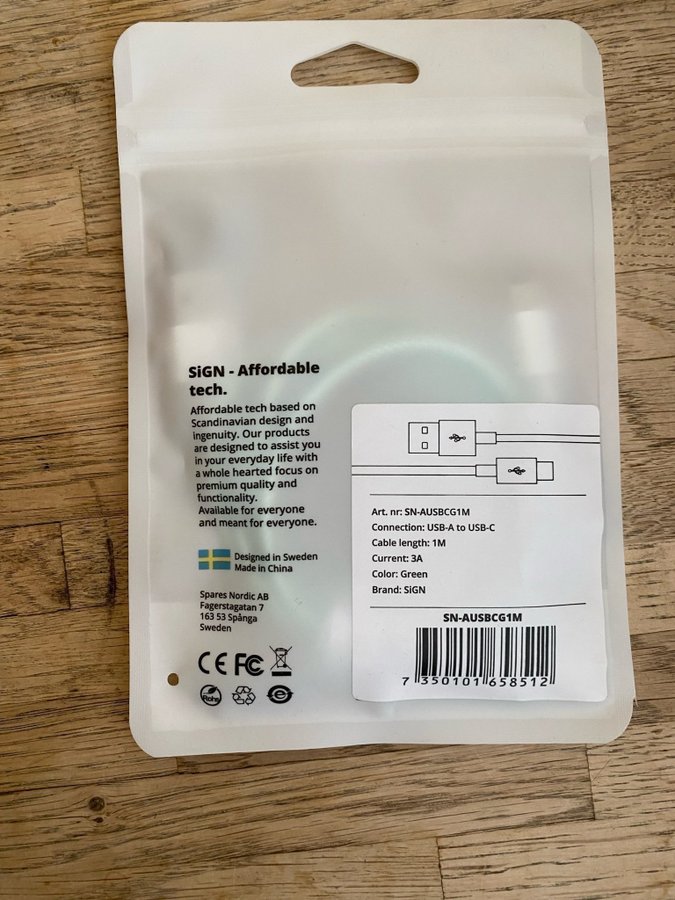 SiGN - Affordable
tech.
Affordable tech based on
Scandinavian design and
ingenuity. Our products
are designed to assist you
in your everyday life with
a whole hearted focus on
premium quality and
functionality.
Available for everyone
and meant for everyone.
Designed in Sweden
Made in China
Spares Nordic AB
Fagerstagatan 7
163 53 Spånga
Sweden
CE FC
RoHS
Art. nr: SN-AUSBCG1M
Connection: USB-A to USB-C
Cable length: 1M
Current: 3A
Color: Green
Brand: SiGN
SN-AUSBCG1M
7 350101 658512